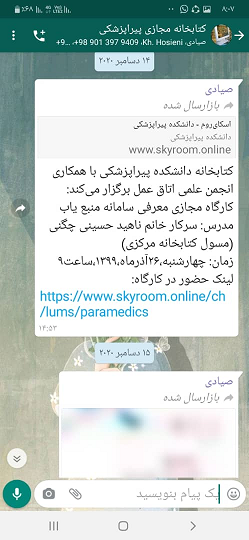 ۸:۰۷
٪۶۸
کتابخانه مجازی پیراپزشکی
صیادی، Kh. Hosieni، +98 901 397 9409، +9...
۱۴ دسامبر ۲۰۲۰
صیادی
بازارسال شده
اسکای‌روم - دانشکده پیراپزشکی
دانشکده پیراپزشکی
www.skyroom.online
کتابخانه دانشکده پیراپزشکی با همکاری
انجمن علمی اتاق عمل برگزار می‌کند:
کارگاه مجازی معرفی سامانه منبع یاب
مدرس: سرکار خانم ناهید حسینی چگنی
(مسول کتابخانه مرکزی)
زمان: چهارشنبه،۲۶آذرماه،۱۳۹۹،ساعت۹
لینک حضور در کارگاه:
https://www.skyroom.online/ch
/lums/paramedics
۱۴:۵۳
۱۵ دسامبر ۲۰۲۰
صیادی
بازارسال شده
یک پیام بنویسید